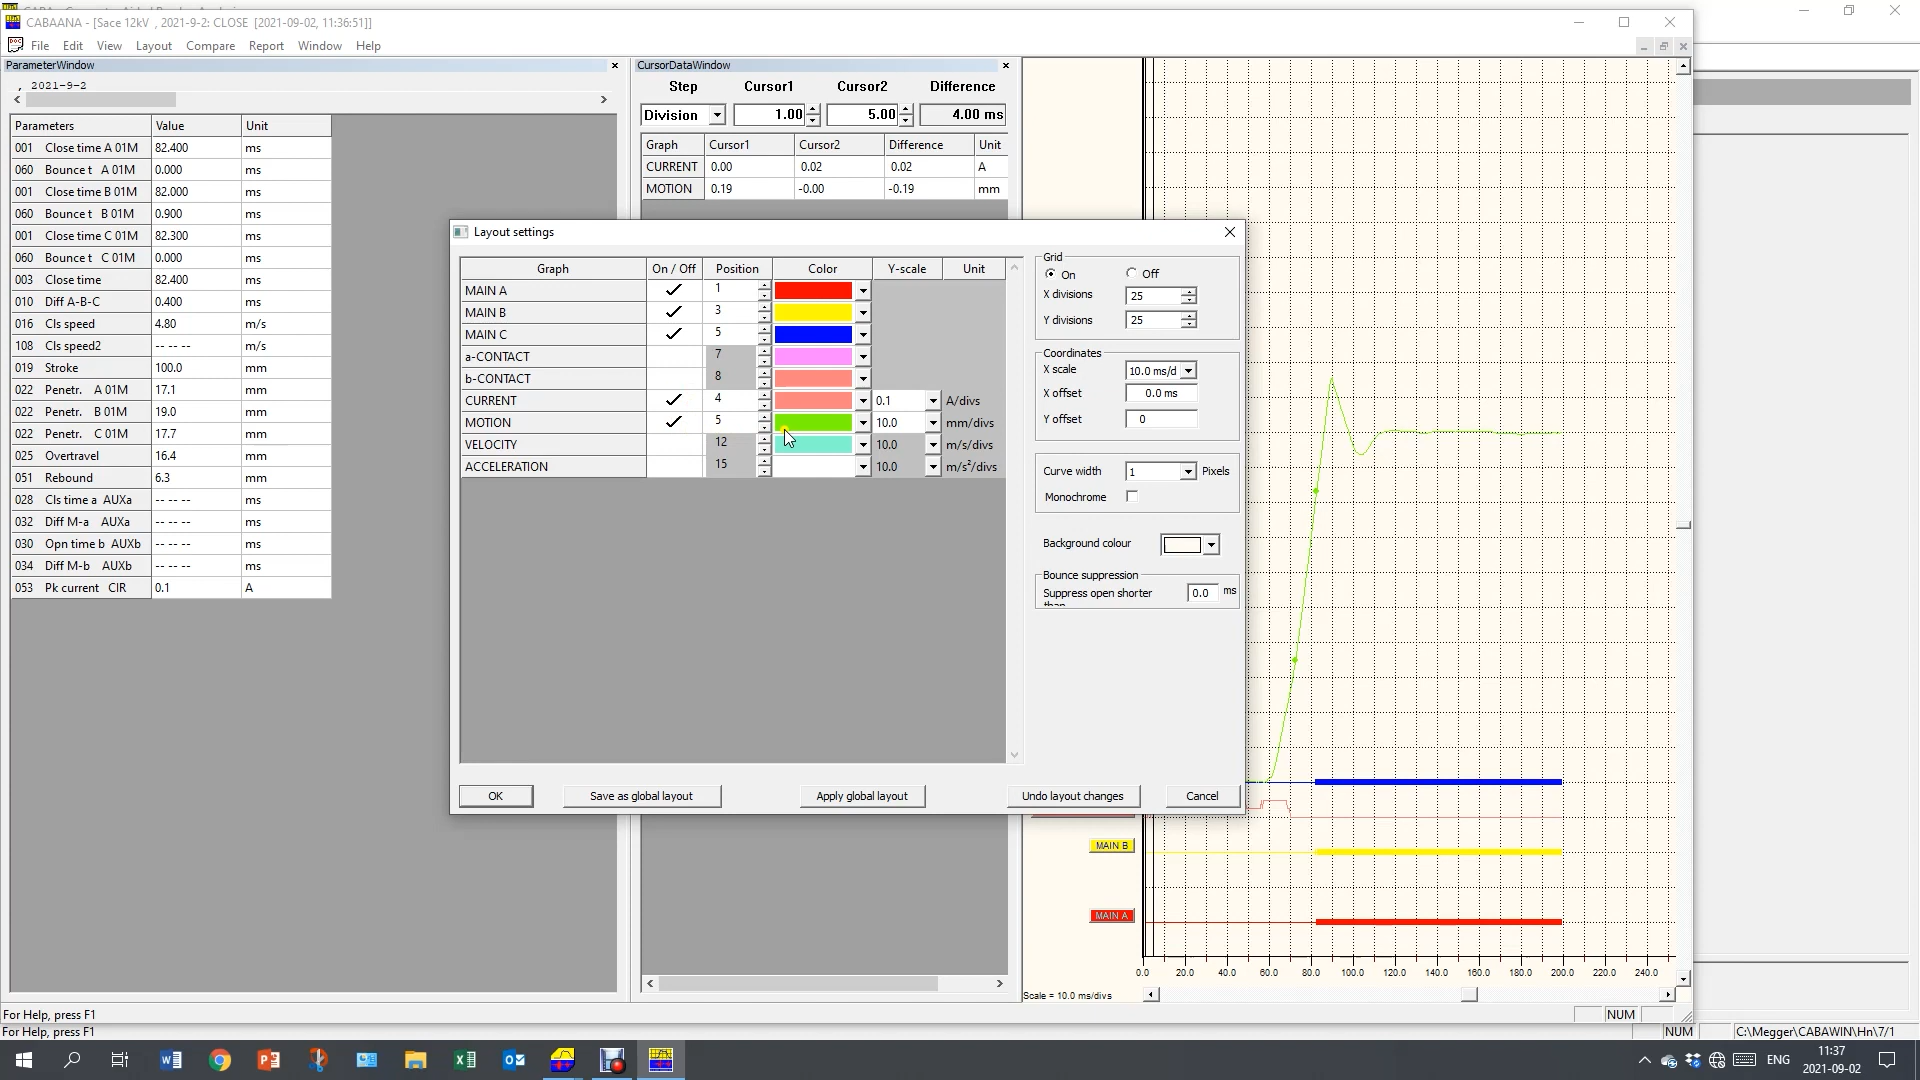 CABAANA - [Sace 12kV , 2021-9-2: CLOSE [2021-09-02, 11:36:51]]
File Edit View Layout Compare Report Window Help
ParameterWindow
, 2021-9-2
Parameters Value Unit
001 Close time A 01M 82.400 ms
060 Bounce t A 01M 0.000 ms
001 Close time B 01M 82.000 ms
060 Bounce t B 01M 0.900 ms
001 Close time C 01M 82.300 ms
060 Bounce t C 01M 0.000 ms
003 Close time 82.400 ms
010 Diff A-B-C 0.400 ms
016 Cls speed 4.80 m/s
108 Cls speed2 -- -- -- m/s
019 Stroke 100.0 mm
022 Penetr. A 01M 17.1 mm
022 Penetr. B 01M 19.0 mm
022 Penetr. C 01M 17.7 mm
025 Overtravel 16.4 mm
051 Rebound 6.3 mm
028 Cls time a AUXa -- -- -- ms
032 Diff M-a AUXa -- -- -- ms
030 Opn time b AUXb -- -- -- ms
034 Diff M-b AUXb -- -- -- ms
053 Pk current CIR 0.1 A
CursorDataWindow
Step Cursor1 Cursor2 Difference
Division 1.00 5.00 4.00 ms
Graph Cursor1 Cursor2 Difference Unit
CURRENT 0.00 0.02 0.02 A
MOTION 0.19 -0.00 -0.19 mm
Layout settings
Graph On / Off Position Color Y-scale Unit
MAIN A 1
MAIN B 3
MAIN C 5
a-CONTACT 7
b-CONTACT 8
CURRENT 4 0.1 A/divs
MOTION 5 10.0 mm/divs
VELOCITY 12 10.0 m/s/divs
ACCELERATION 15 10.0 m/s²/divs
Grid
On Off
X divisions 25
Y divisions 25
Coordinates
X scale 10.0 ms/d
X offset 0.0 ms
Y offset 0
Curve width 1 Pixels
Monochrome
Background colour
Bounce suppression
Suppress open shorter 0.0 ms
OK Save as global layout Apply global layout Undo layout changes Cancel
MAIN B
MAIN A
0.0 20.0 40.0 60.0 80.0 100.0 120.0 140.0 160.0 180.0 200.0 220.0 240.0
Scale = 10.0 ms/divs
For Help, press F1 NUM
For Help, press F1 NUM C:\Megger\CABAWIN\Hn\7/1
ENG 11:37
2021-09-02